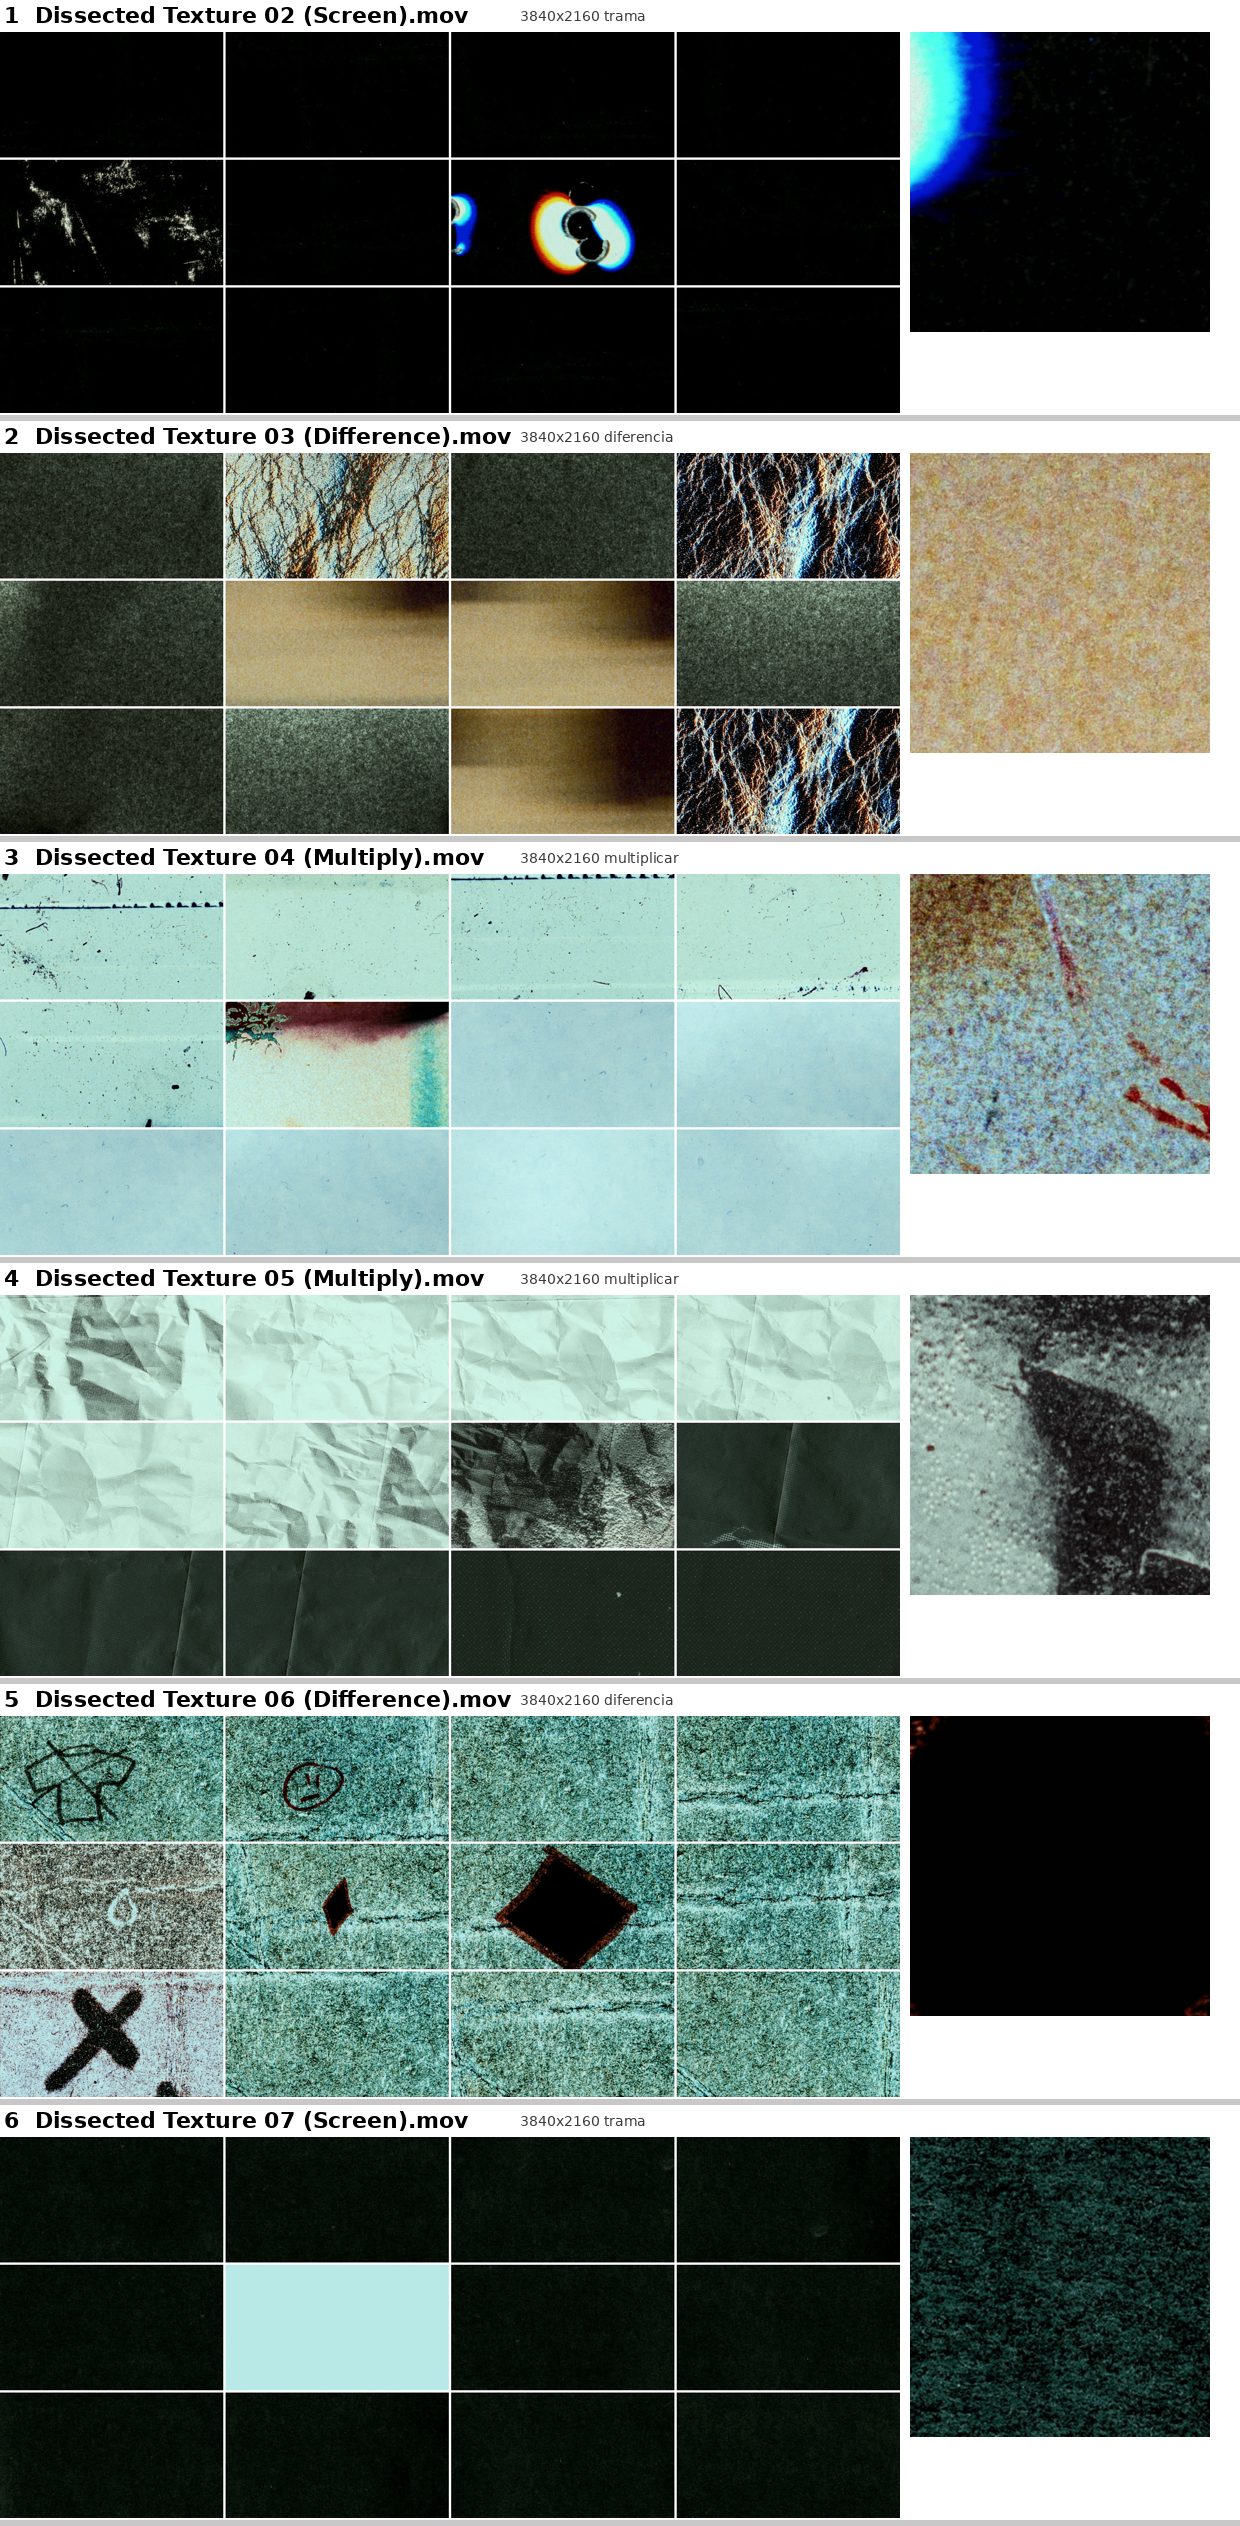 1 Dissected Texture 02 (Screen).mov 3840x2160 trama
2 Dissected Texture 03 (Difference).mov 3840x2160 diferencia
3 Dissected Texture 04 (Multiply).mov 3840x2160 multiplicar
4 Dissected Texture 05 (Multiply).mov 3840x2160 multiplicar
5 Dissected Texture 06 (Difference).mov 3840x2160 diferencia
6 Dissected Texture 07 (Screen).mov 3840x2160 trama